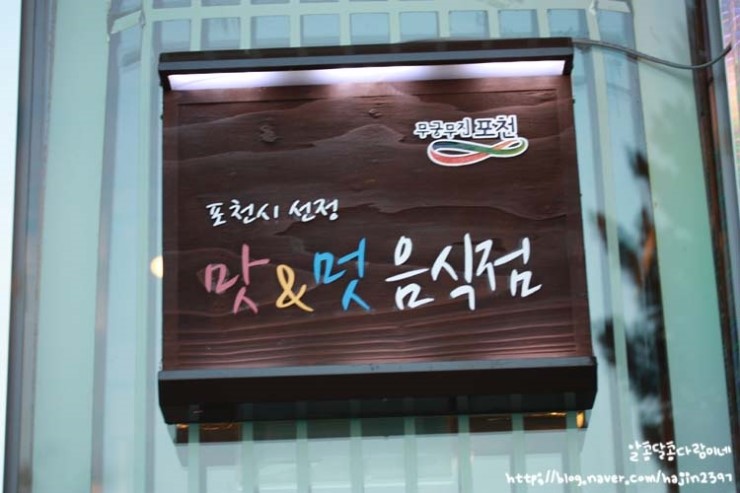 무궁무진 포천
포천시 선정
맛&멋 음식점
알콩달콩다람이네
http://blog.naver.com/hajin2397